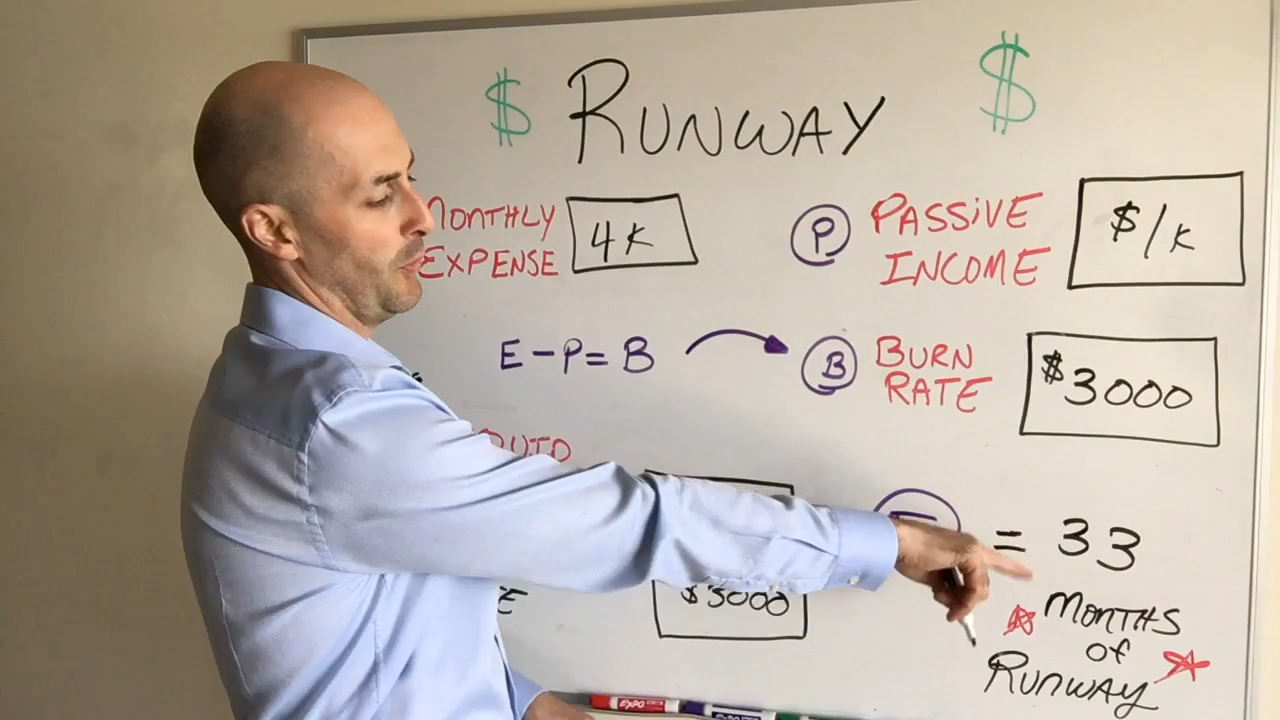 $ RUNWAY $
MONTHLY EXPENSE 4K
P PASSIVE INCOME $1K
E - P = B
B BURN RATE $3000
= 33
MONTHS
of
RUNWAY
$3000
EXPO